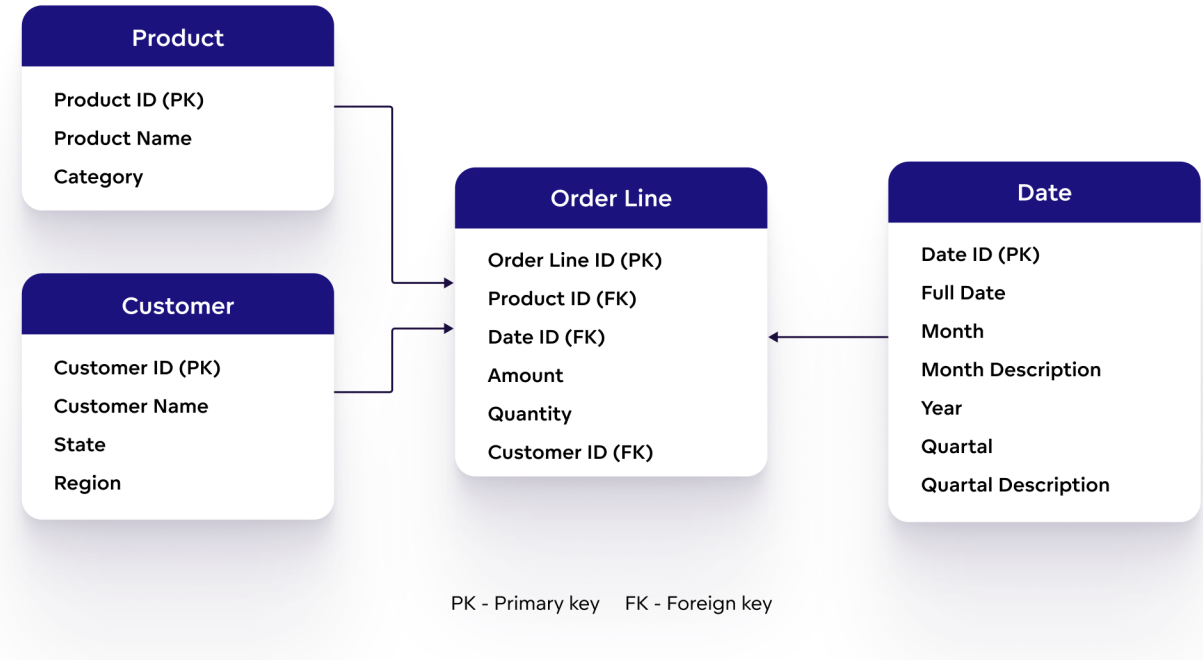 Product
Product ID (PK)
Product Name
Category
Customer
Customer ID (PK)
Customer Name
State
Region
Order Line
Order Line ID (PK)
Product ID (FK)
Date ID (FK)
Amount
Quantity
Customer ID (FK)
Date
Date ID (PK)
Full Date
Month
Month Description
Year
Quartal
Quartal Description
PK - Primary key FK - Foreign key